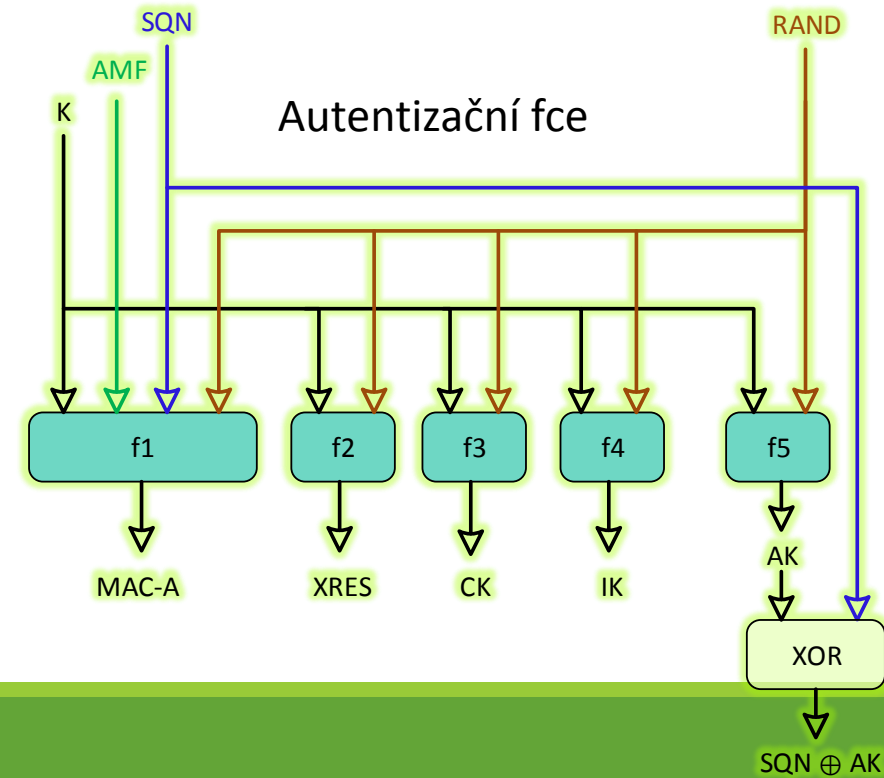 SQN
RAND
AMF
K
Autentizační fce
f1
f2
f3
f4
f5
MAC-A
XRES
CK
IK
AK
XOR
SQN ⊕ AK